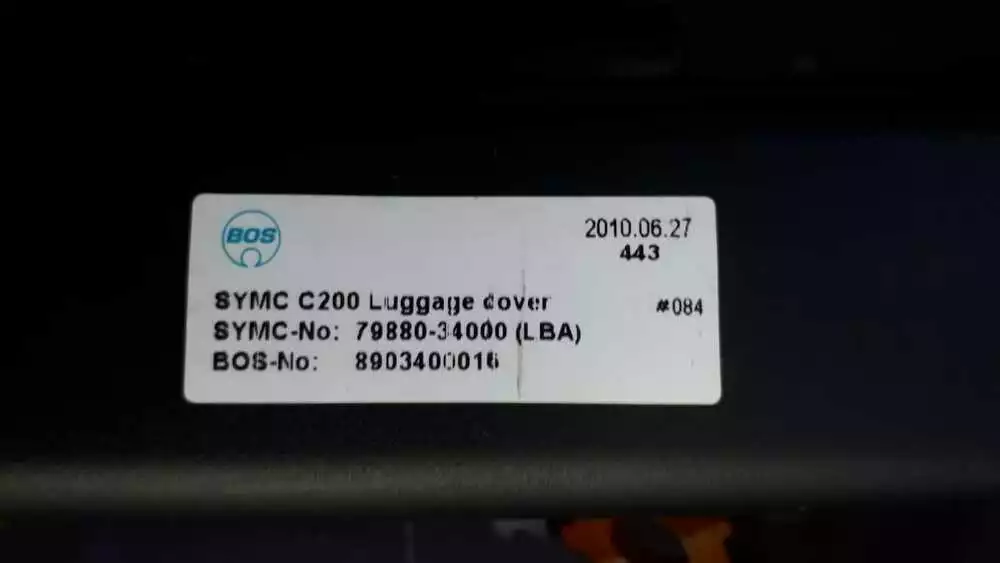 BOS
2010.06.27
443
SYMC C200 Luggage cover
#084
SYMC-No: 79880-34000 (LBA)
BOS-No: 8903400016